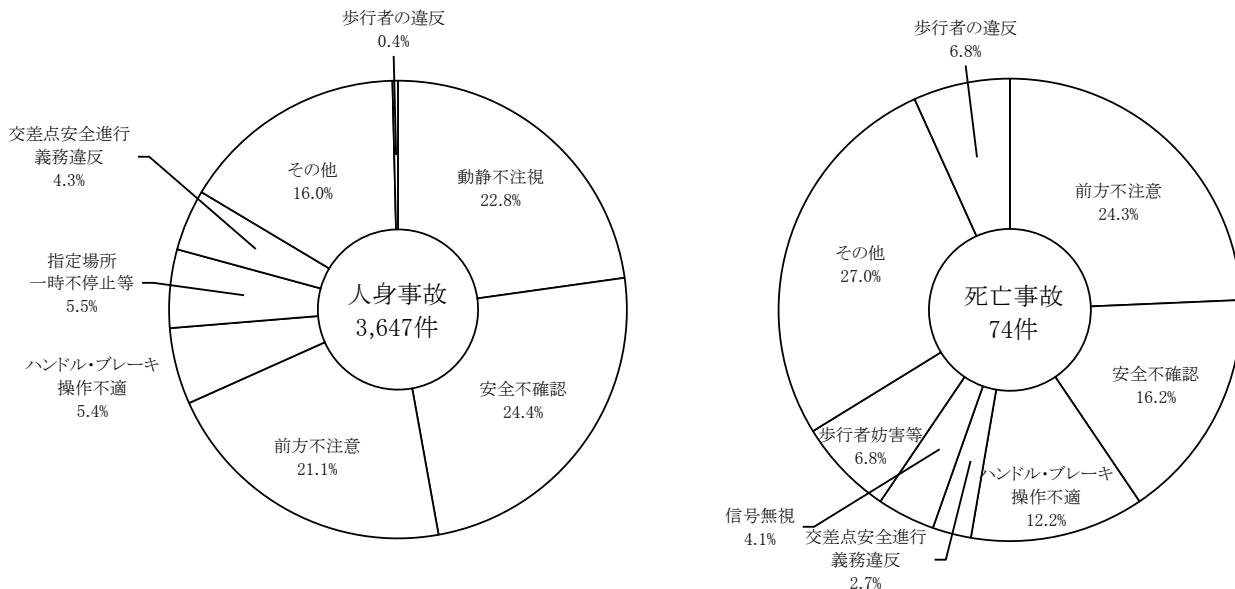 歩行者の違反
0.4%
動静不注視
22.8%
安全不確認
24.4%
前方不注意
21.1%
ハンドル・ブレーキ
操作不適
5.4%
指定場所
一時不停止等
5.5%
交差点安全進行
義務違反
4.3%
その他
16.0%
人身事故
3,647件
歩行者の違反
6.8%
前方不注意
24.3%
安全不確認
16.2%
ハンドル・ブレーキ
操作不適
12.2%
交差点安全進行
義務違反
2.7%
信号無視
4.1%
歩行者妨害等
6.8%
その他
27.0%
死亡事故
74件